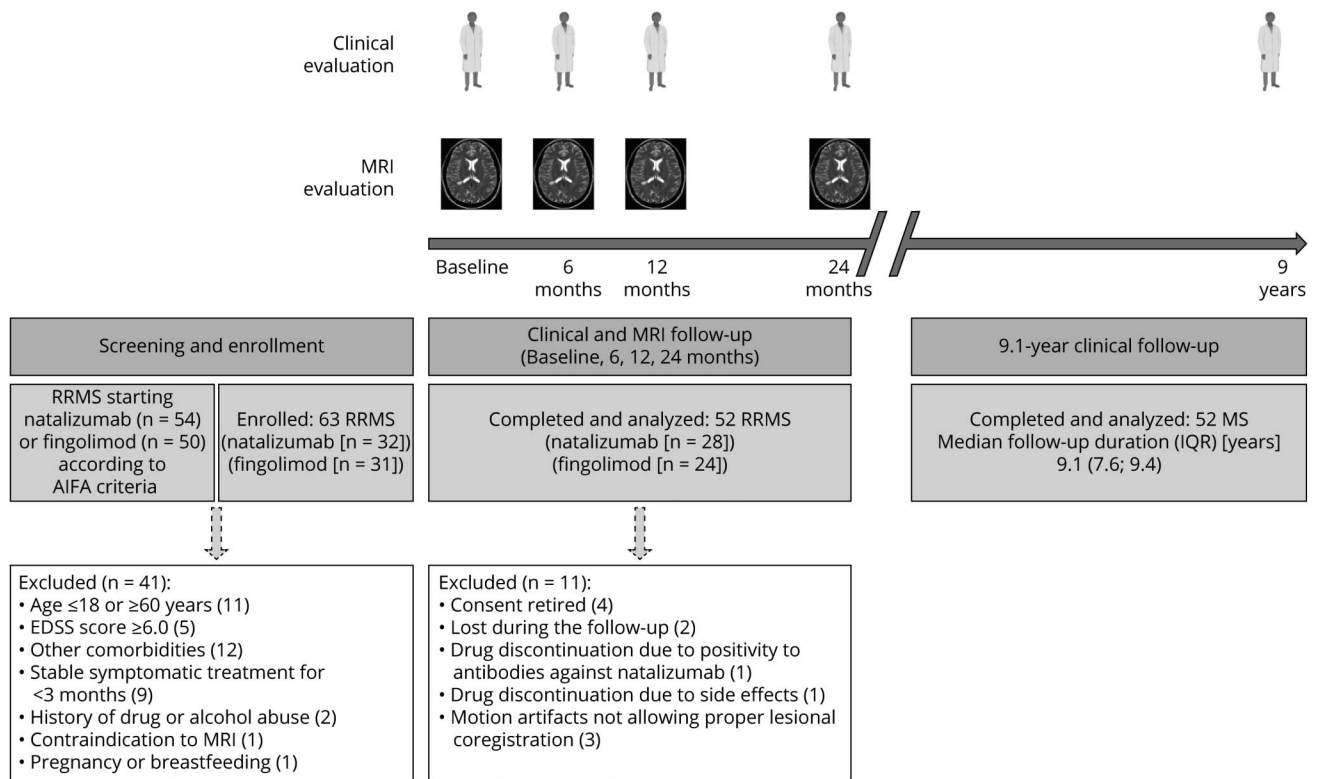 Clinical
evaluation
MRI
evaluation
Baseline
6
months
12
months
24
months
9
years
Screening and enrollment
Clinical and MRI follow-up
(Baseline, 6, 12, 24 months)
9.1-year clinical follow-up
RRMS starting
natalizumab (n = 54)
or fingolimod (n = 50)
according to
AIFA criteria
Enrolled: 63 RRMS
(natalizumab [n = 32])
(fingolimod [n = 31])
Completed and analyzed: 52 RRMS
(natalizumab [n = 28])
(fingolimod [n = 24])
Completed and analyzed: 52 MS
Median follow-up duration (IQR) [years]
9.1 (7.6; 9.4)
Excluded (n = 41):
• Age ≤18 or ≥60 years (11)
• EDSS score ≥6.0 (5)
• Other comorbidities (12)
• Stable symptomatic treatment for
<3 months (9)
• History of drug or alcohol abuse (2)
• Contraindication to MRI (1)
• Pregnancy or breastfeeding (1)
Excluded (n = 11):
• Consent retired (4)
• Lost during the follow-up (2)
• Drug discontinuation due to positivity to
antibodies against natalizumab (1)
• Drug discontinuation due to side effects (1)
• Motion artifacts not allowing proper lesional
coregistration (3)